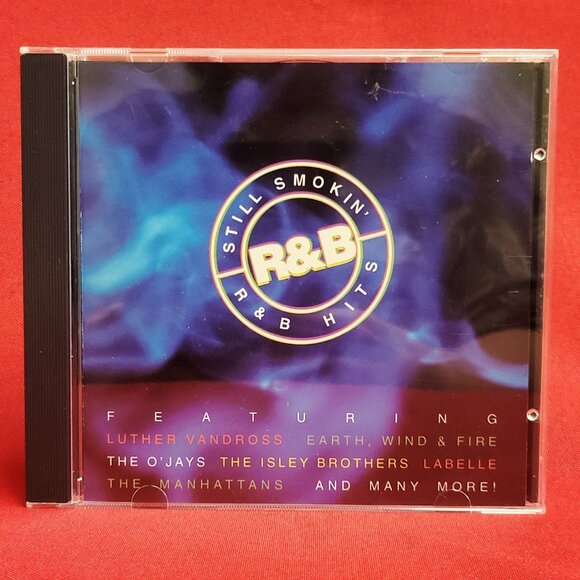 STILL SMOKIN'
R&B
R & B HITS
FEATURING
LUTHER VANDROSS EARTH, WIND & FIRE
THE O'JAYS THE ISLEY BROTHERS LABELLE
THE MANHATTANS AND MANY MORE!